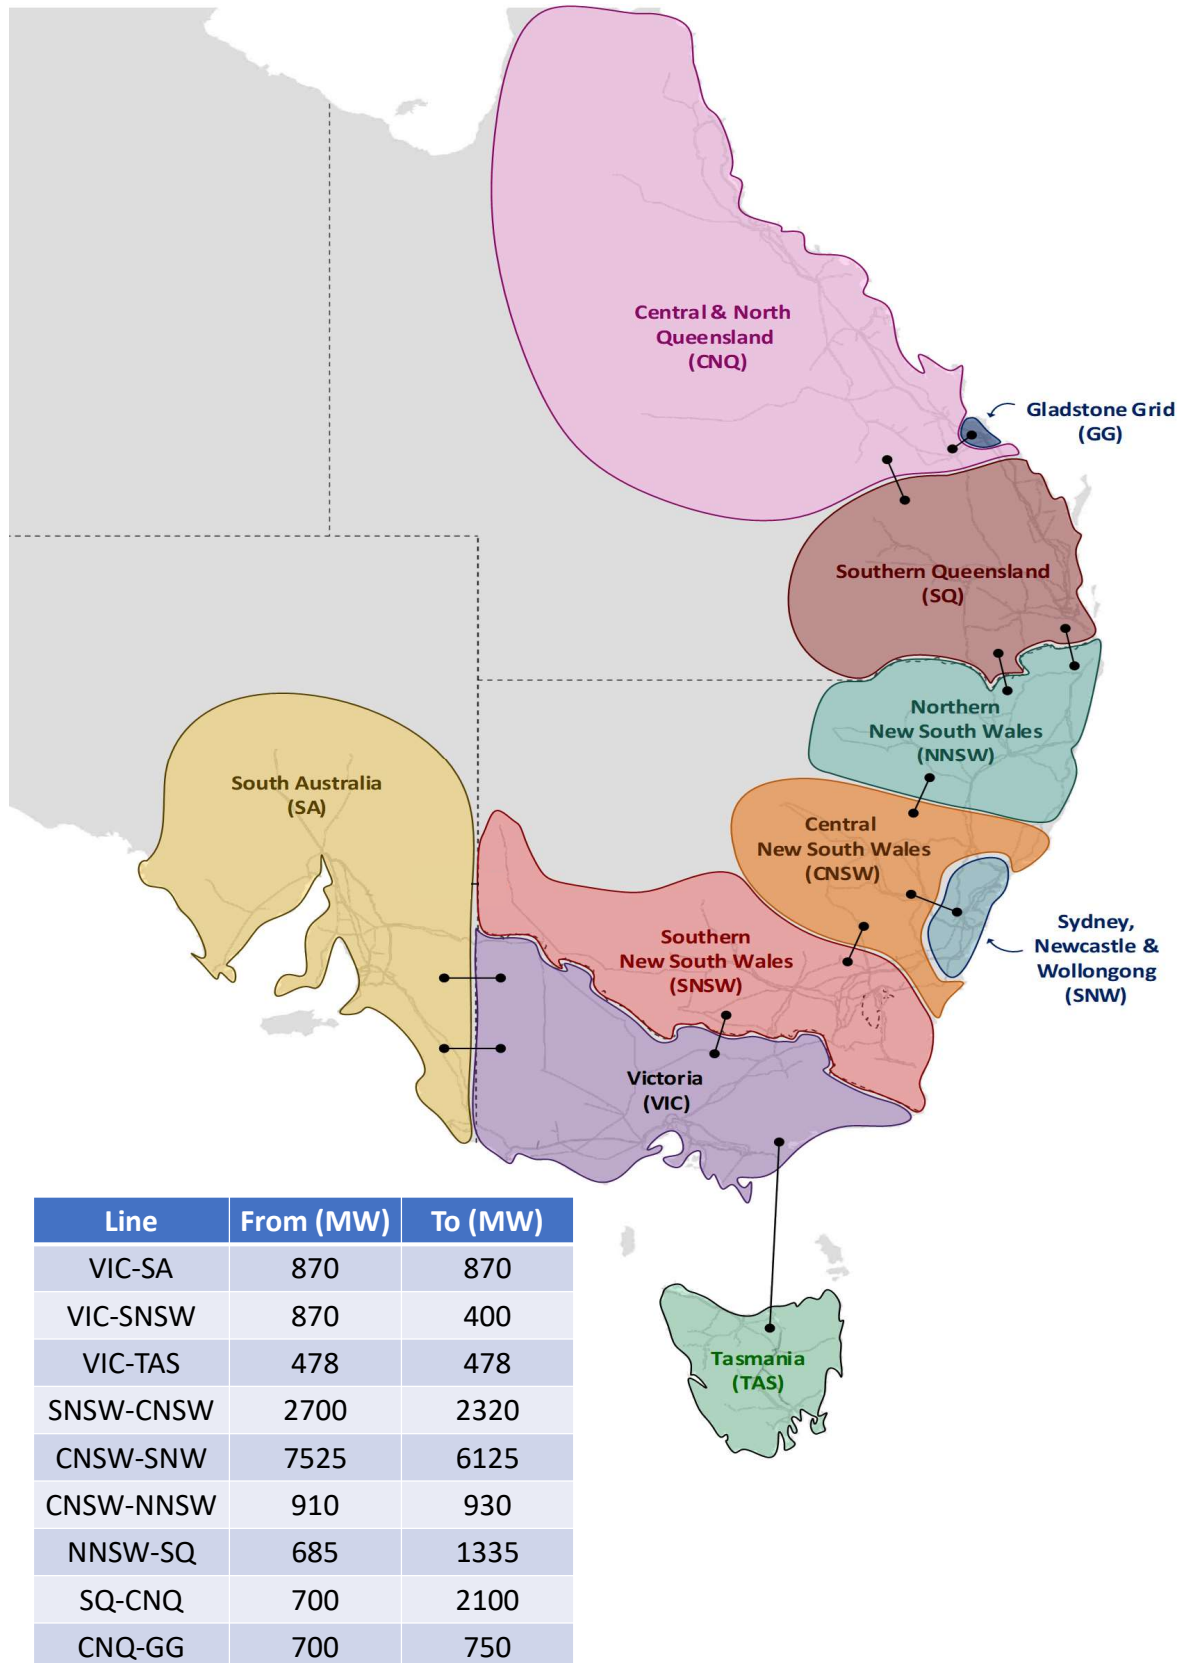 Central & North
Queensland
(CNQ)
Gladstone Grid
(GG)
Southern Queensland
(SQ)
Northern
New South Wales
(NNSW)
South Australia
(SA)
Central
New South Wales
(CNSW)
Sydney,
Newcastle &
Wollongong
(SNW)
Southern
New South Wales
(SNSW)
Victoria
(VIC)
Tasmania
(TAS)
Line From (MW) To (MW)
VIC-SA 870 870
VIC-SNSW 870 400
VIC-TAS 478 478
SNSW-CNSW 2700 2320
CNSW-SNW 7525 6125
CNSW-NNSW 910 930
NNSW-SQ 685 1335
SQ-CNQ 700 2100
CNQ-GG 700 750